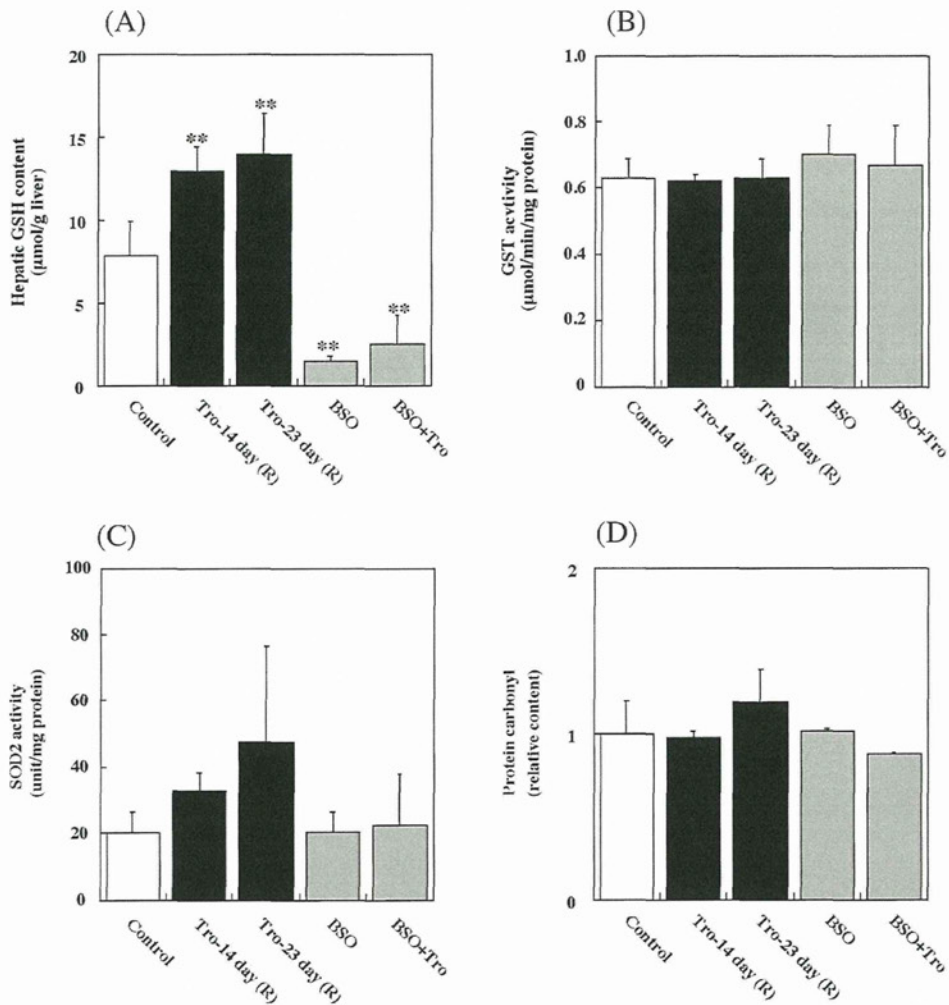 (A)
20
15
10
5
0
Hepatic GSH content
(μmol/g liver)
**
**
**
**
Control
Tro-14 day (R)
Tro-23 day (R)
BSO
BSO+Tro
(B)
1.0
0.8
0.6
0.4
0.2
0
GST acvtivity
(μmol/min/mg protein)
Control
Tro-14 day (R)
Tro-23 day (R)
BSO
BSO+Tro
(C)
100
80
60
40
20
0
SOD2 activity
(unit/mg protein)
Control
Tro-14 day (R)
Tro-23 day (R)
BSO
BSO+Tro
(D)
2
1
0
Protein carbonyl
(relative content)
Control
Tro-14 day (R)
Tro-23 day (R)
BSO
BSO+Tro